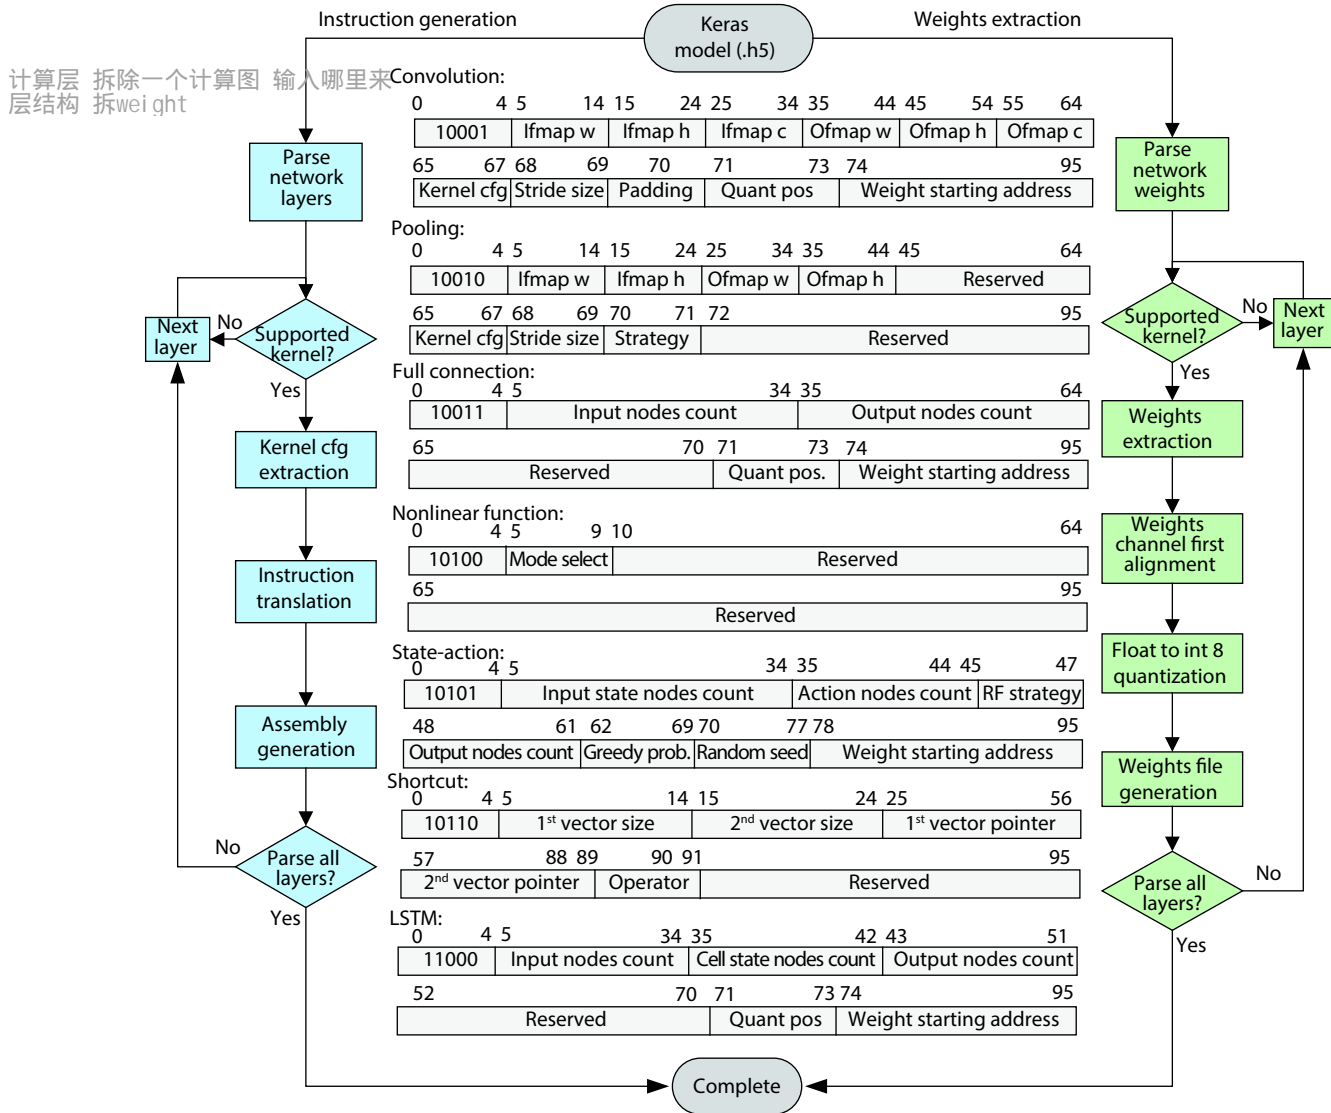 Instruction generation
Keras
model (.h5)
Weights extraction
计算层 拆除一个计算图 输入哪里来
层结构 拆weight
Convolution:
0 4 5 14 15 24 25 34 35 44 45 54 55 64
10001 Ifmap w Ifmap h Ifmap c Ofmap w Ofmap h Ofmap c
65 67 68 69 70 71 73 74 95
Kernel cfg Stride size Padding Quant pos Weight starting address
Pooling:
0 4 5 14 15 24 25 34 35 44 45 64
10010 Ifmap w Ifmap h Ofmap w Ofmap h Reserved
65 67 68 69 70 71 72 95
Kernel cfg Stride size Strategy Reserved
Full connection:
0 4 5 34 35 64
10011 Input nodes count Output nodes count
65 70 71 73 74 95
Reserved Quant pos. Weight starting address
Nonlinear function:
0 4 5 9 10 64
10100 Mode select Reserved
65 95
Reserved
State-action:
0 4 5 34 35 44 45 47
10101 Input state nodes count Action nodes count RF strategy
48 61 62 69 70 77 78 95
Output nodes count Greedy prob. Random seed Weight starting address
Shortcut:
0 4 5 14 15 24 25 56
10110 1st vector size 2nd vector size 1st vector pointer
57 88 89 90 91 95
2nd vector pointer Operator Reserved
LSTM:
0 4 5 34 35 42 43 51
11000 Input nodes count Cell state nodes count Output nodes count
52 70 71 73 74 95
Reserved Quant pos Weight starting address
Parse
network
layers
Supported
kernel?
No
Next
layer
Yes
Kernel cfg
extraction
Instruction
translation
Assembly
generation
Parse all
layers?
No
Yes
Parse
network
weights
Supported
kernel?
No
Next
layer
Yes
Weights
extraction
Weights
channel first
alignment
Float to int 8
quantization
Weights file
generation
Parse all
layers?
No
Yes
Complete